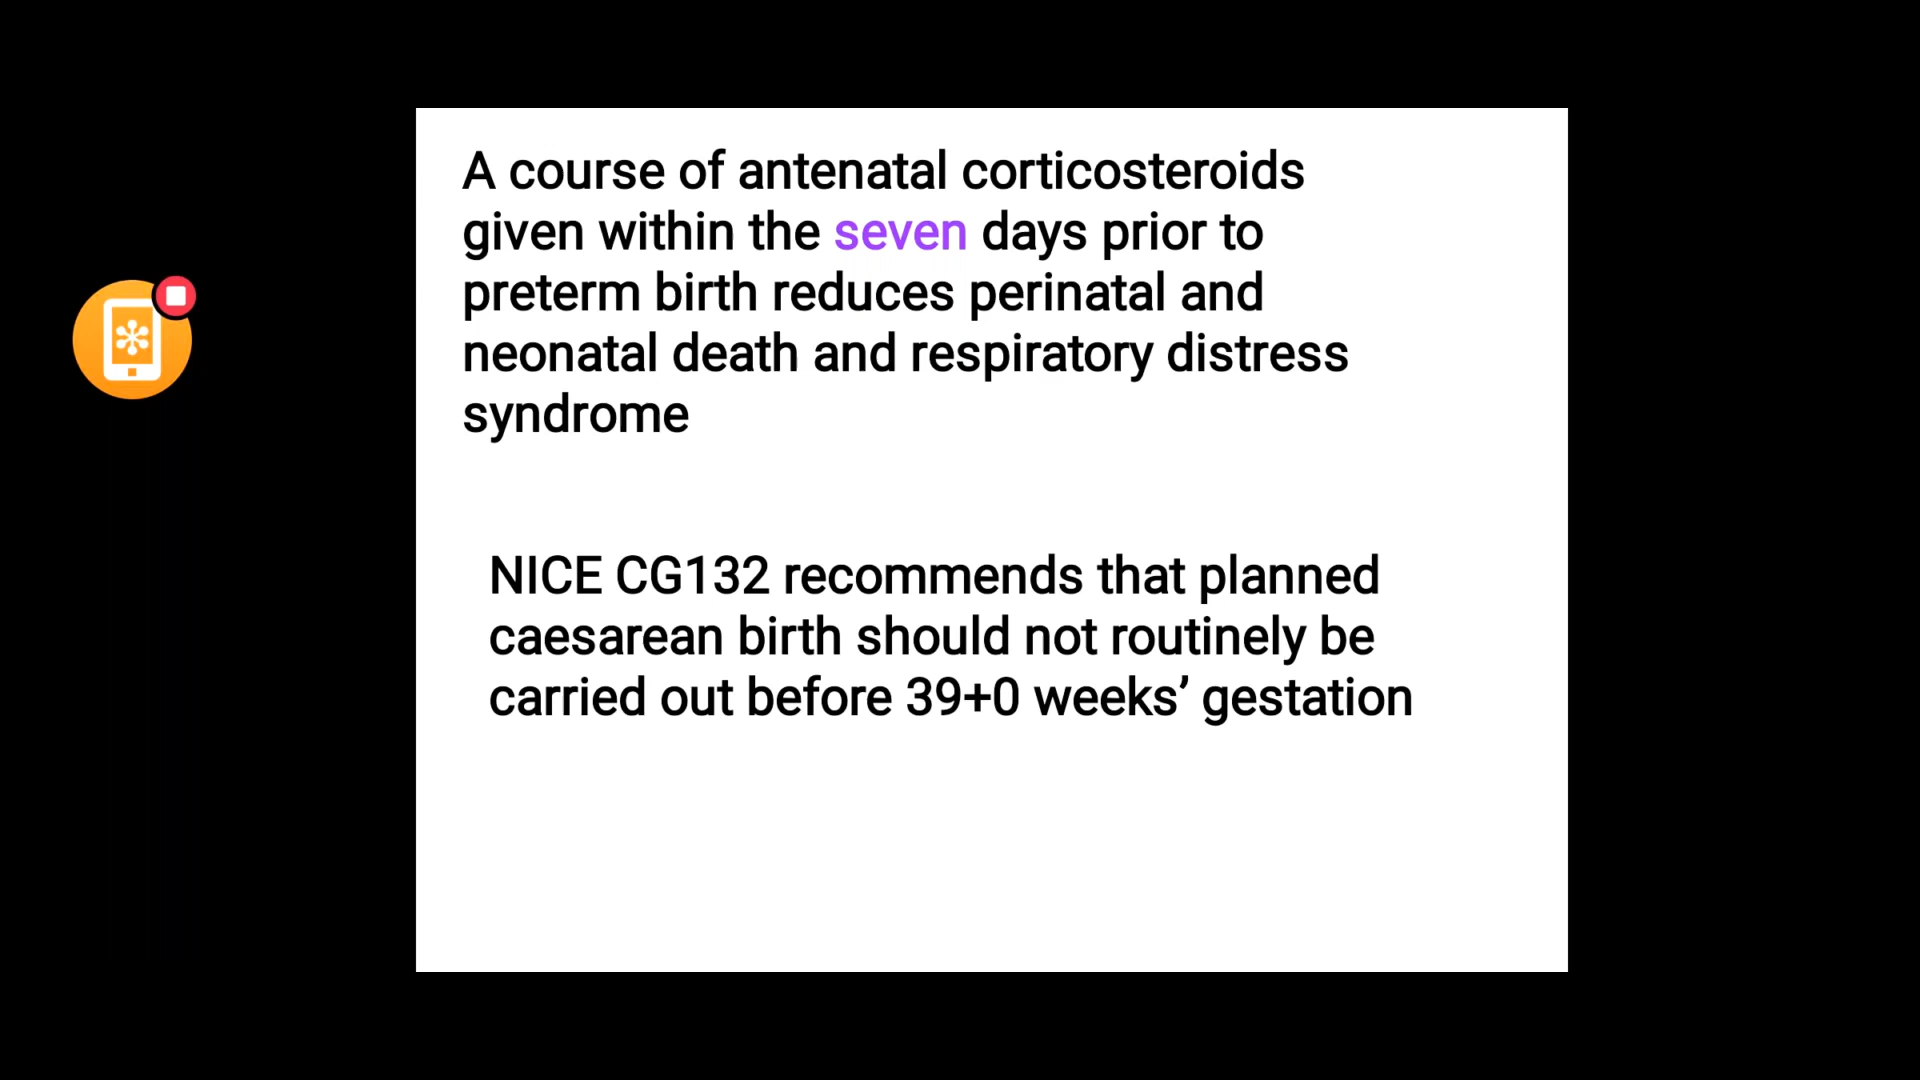 A course of antenatal corticosteroids
given within the seven days prior to
preterm birth reduces perinatal and
neonatal death and respiratory distress
syndrome
NICE CG132 recommends that planned
caesarean birth should not routinely be
carried out before 39+0 weeks’ gestation